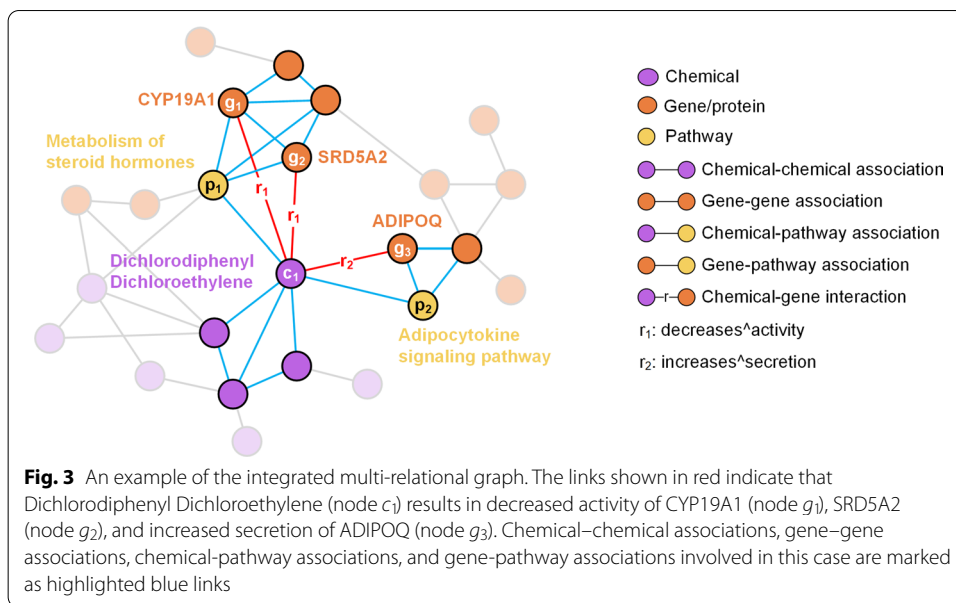 CYP19A1
g1
Metabolism of
steroid hormones
g2
SRD5A2
p1
r1
r1
ADIPOQ
g3
r2
Dichlorodiphenyl
Dichloroethylene
c1
p2
Adipocytokine
signaling pathway
Chemical
Gene/protein
Pathway
Chemical-chemical association
Gene-gene association
Chemical-pathway association
Gene-pathway association
r
Chemical-gene interaction
r1: decreases^activity
r2: increases^secretion
Fig. 3 An example of the integrated multi-relational graph. The links shown in red indicate that
Dichlorodiphenyl Dichloroethylene (node c1) results in decreased activity of CYP19A1 (node g1), SRD5A2
(node g2), and increased secretion of ADIPOQ (node g3). Chemical–chemical associations, gene–gene
associations, chemical-pathway associations, and gene-pathway associations involved in this case are marked
as highlighted blue links